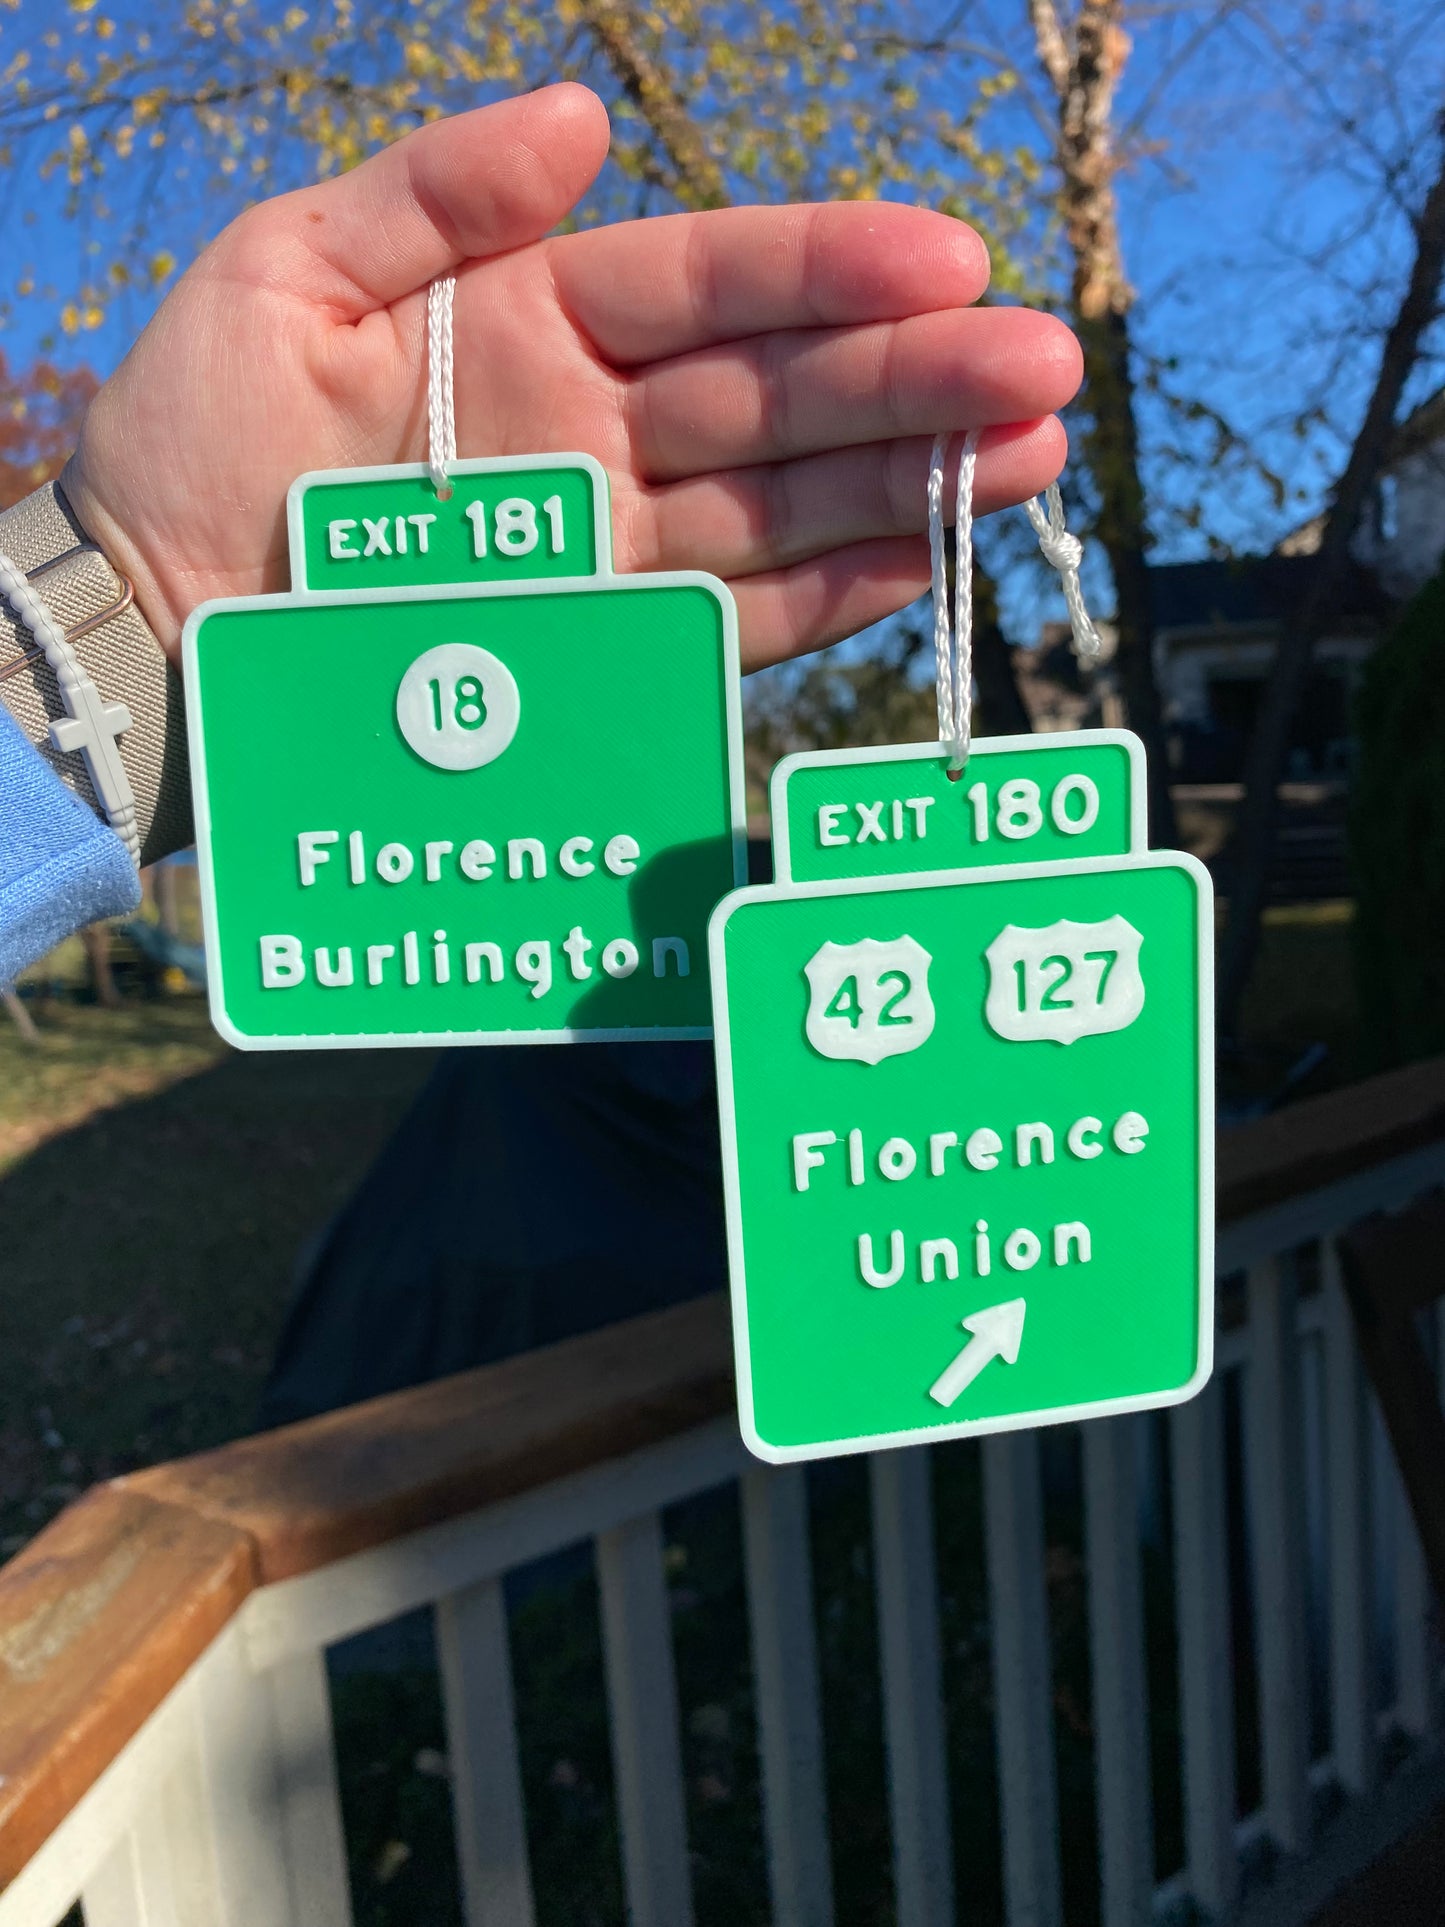 EXIT 181
18
Florence
Burlington
EXIT 180
42 127
Florence
Union